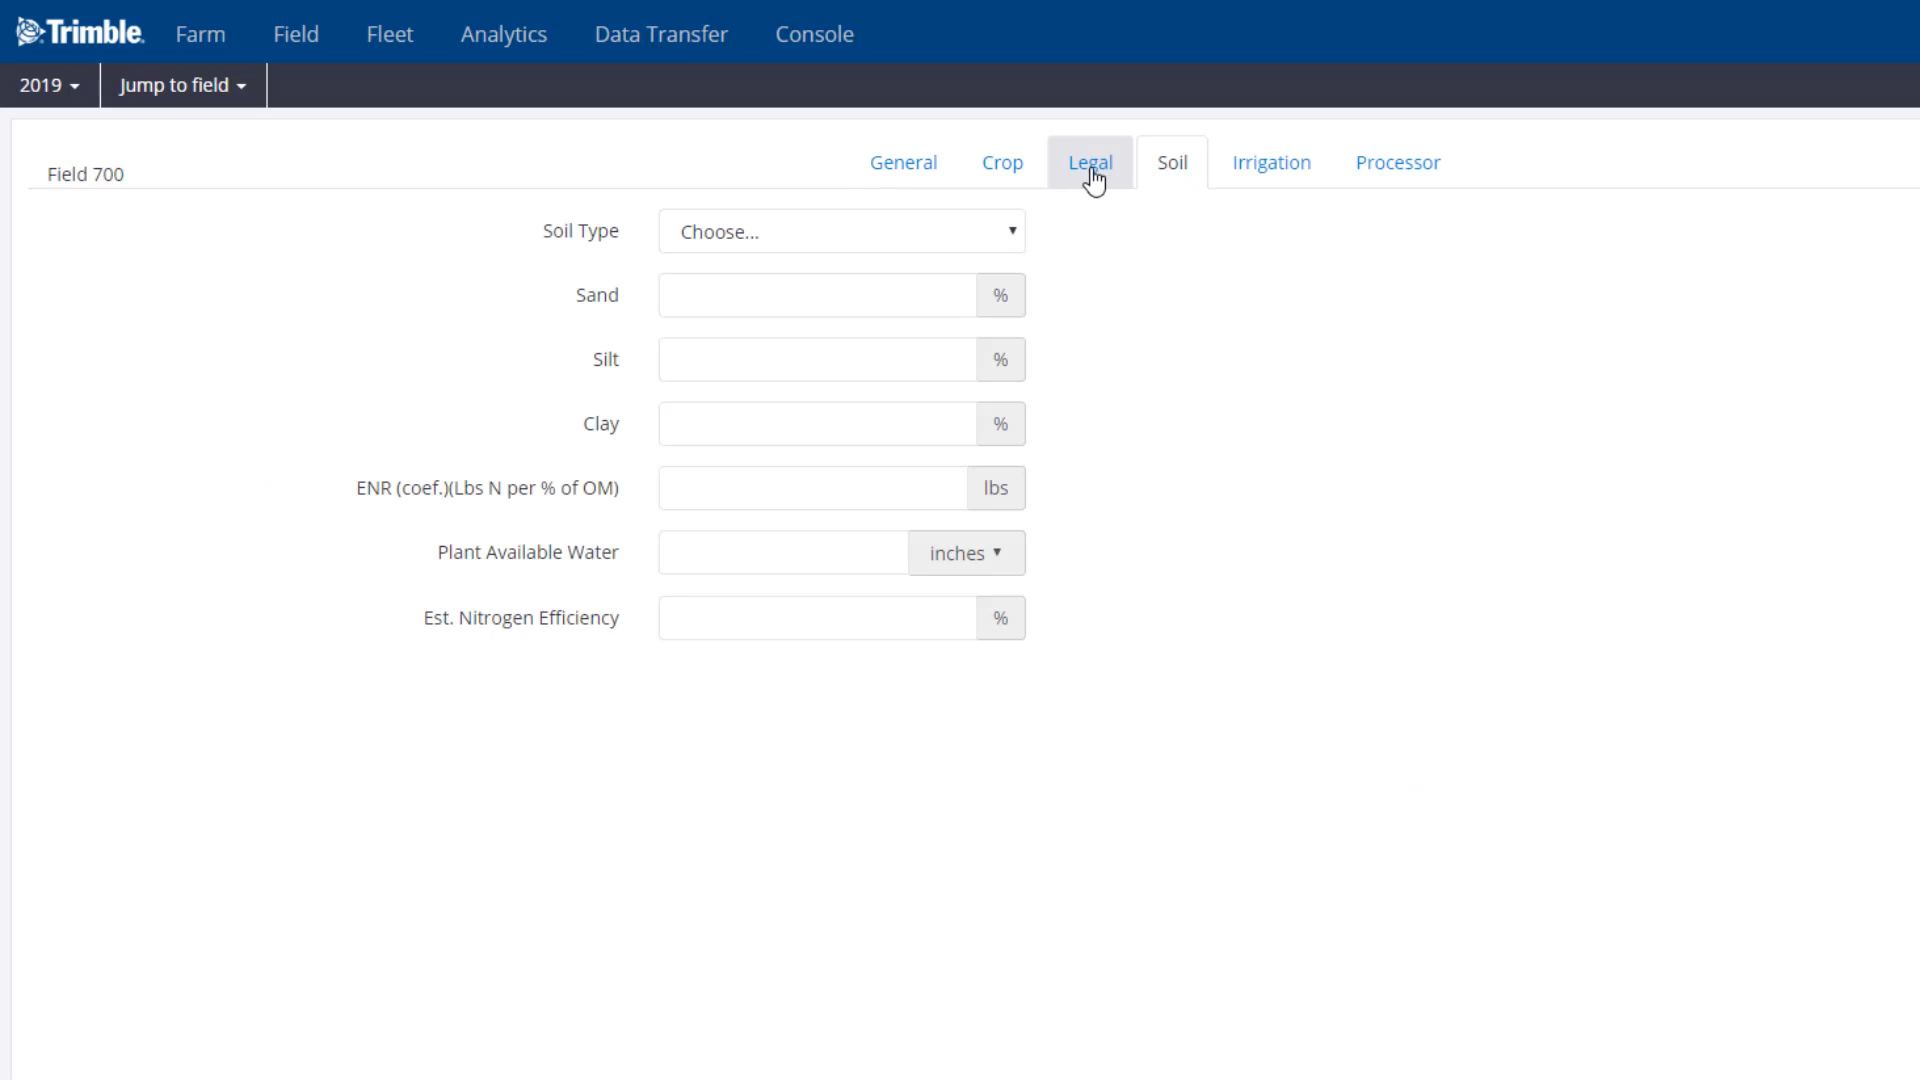 Trimble. Farm Field Fleet Analytics Data Transfer Console
2019 Jump to field
General Crop Legal Soil Irrigation Processor
Field 700
Soil Type Choose...
Sand %
Silt %
Clay %
ENR (coef.)(Lbs N per % of OM) lbs
Plant Available Water inches
Est. Nitrogen Efficiency %